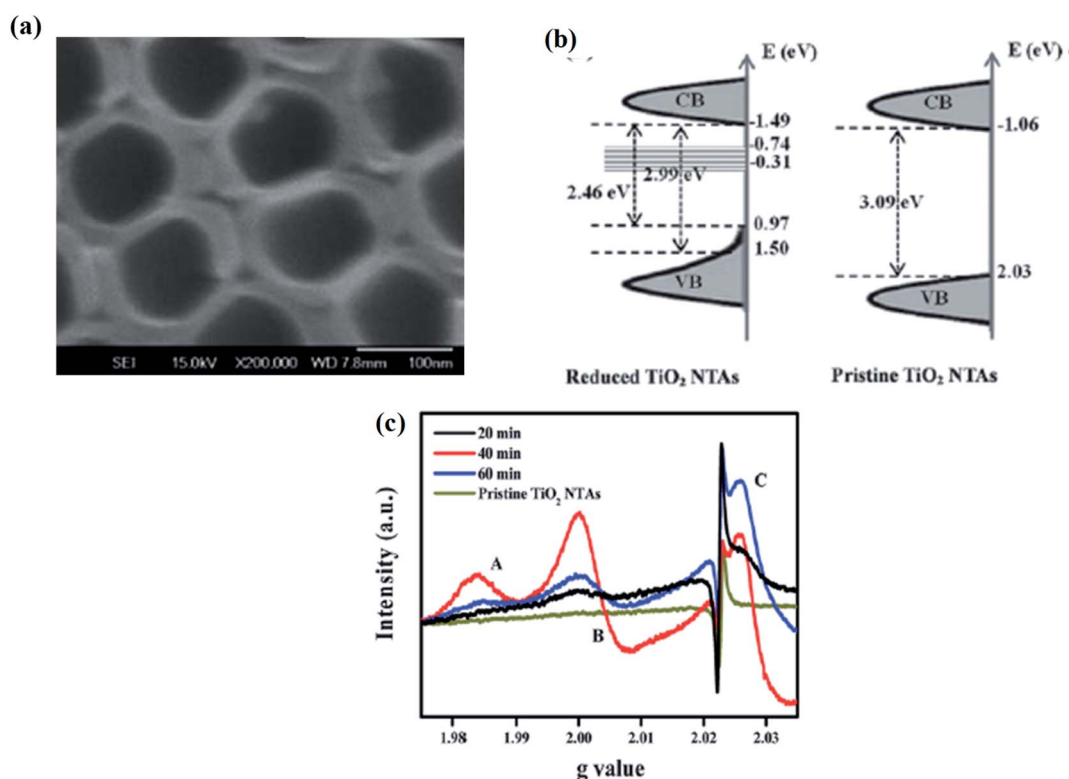 (a)
SEI 15.0kV X200,000 WD 7.8mm 100nm
(b)
E (eV)
CB
-1.49
-0.74
-0.31
2.99 eV
2.46 eV
0.97
1.50
VB
Reduced TiO₂ NTAs
E (eV)
CB
-1.06
3.09 eV
2.03
VB
Pristine TiO₂ NTAs
(c)
20 min
40 min
60 min
Pristine TiO₂ NTAs
A
B
C
Intensity (a.u.)
1.98 1.99 2.00 2.01 2.02 2.03
g value